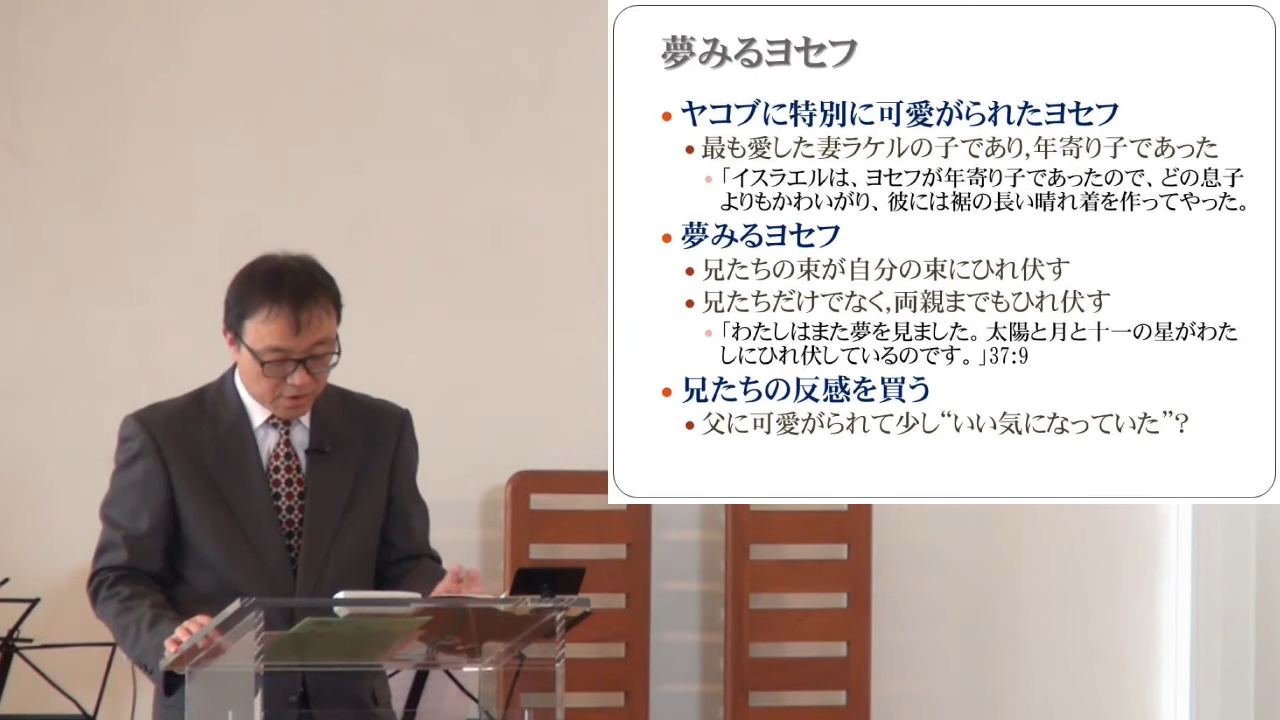 夢みるヨセフ
• ヤコブに特別に可愛がられたヨセフ
• 最も愛した妻ラケルの子であり,年寄り子であった
• 「イスラエルは、ヨセフが年寄り子であったので、どの息子
よりもかわいがり、彼には裾の長い晴れ着を作ってやった。
• 夢みるヨセフ
• 兄たちの束が自分の束にひれ伏す
• 兄たちだけでなく,両親までもひれ伏す
• 「わたしはまた夢を見ました。太陽と月と十一の星がわた
しにひれ伏しているのです。」37:9
• 兄たちの反感を買う
• 父に可愛がられて少し“いい気になっていた”?